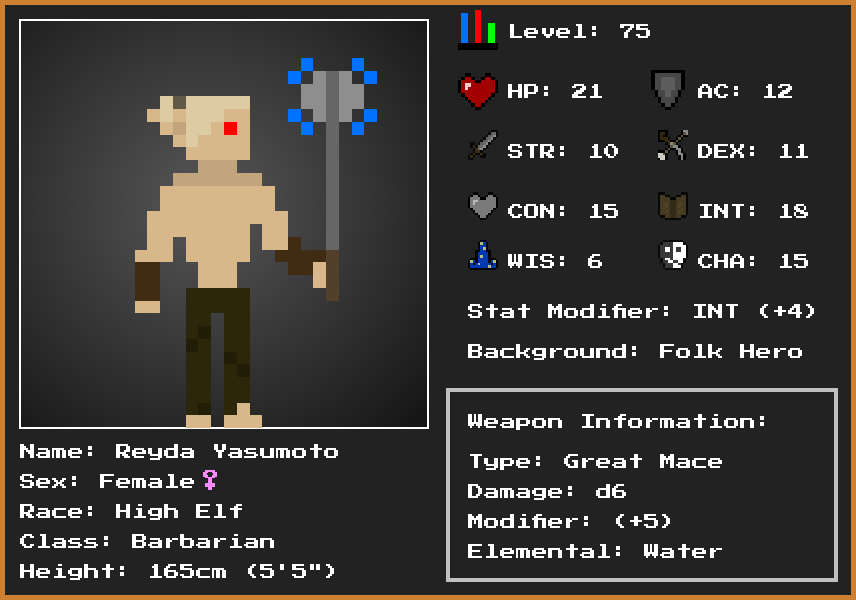 Level: 75
HP: 21
AC: 12
STR: 10
DEX: 11
CON: 15
INT: 18
WIS: 6
CHA: 15
Stat Modifier: INT (+4)
Background: Folk Hero
Weapon Information:
Type: Great Mace
Damage: d6
Modifier: (+5)
Elemental: Water
Name: Reyda Yasumoto
Sex: Female♀
Race: High Elf
Class: Barbarian
Height: 165cm (5'5")